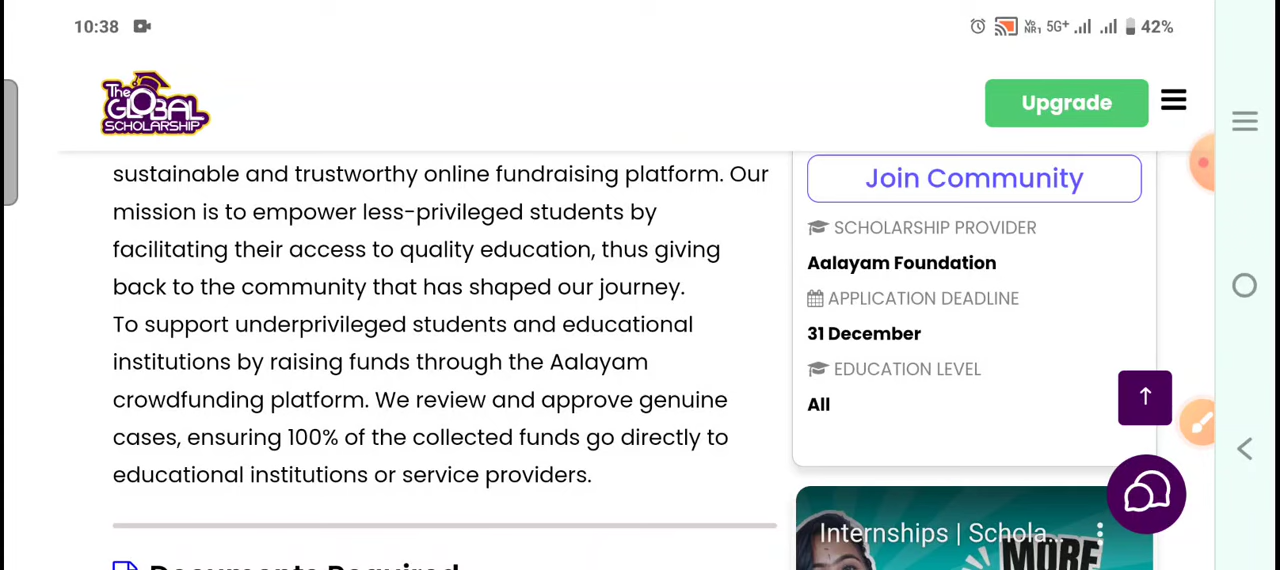 10:38
Vo NR1 5G+ 42%
The GLOBAL SCHOLARSHIP
Upgrade
sustainable and trustworthy online fundraising platform. Our
mission is to empower less-privileged students by
facilitating their access to quality education, thus giving
back to the community that has shaped our journey.
To support underprivileged students and educational
institutions by raising funds through the Aalayam
crowdfunding platform. We review and approve genuine
cases, ensuring 100% of the collected funds go directly to
educational institutions or service providers.
Documents Required
Join Community
SCHOLARSHIP PROVIDER
Aalayam Foundation
APPLICATION DEADLINE
31 December
EDUCATION LEVEL
All
Internships | Schola...
MORE